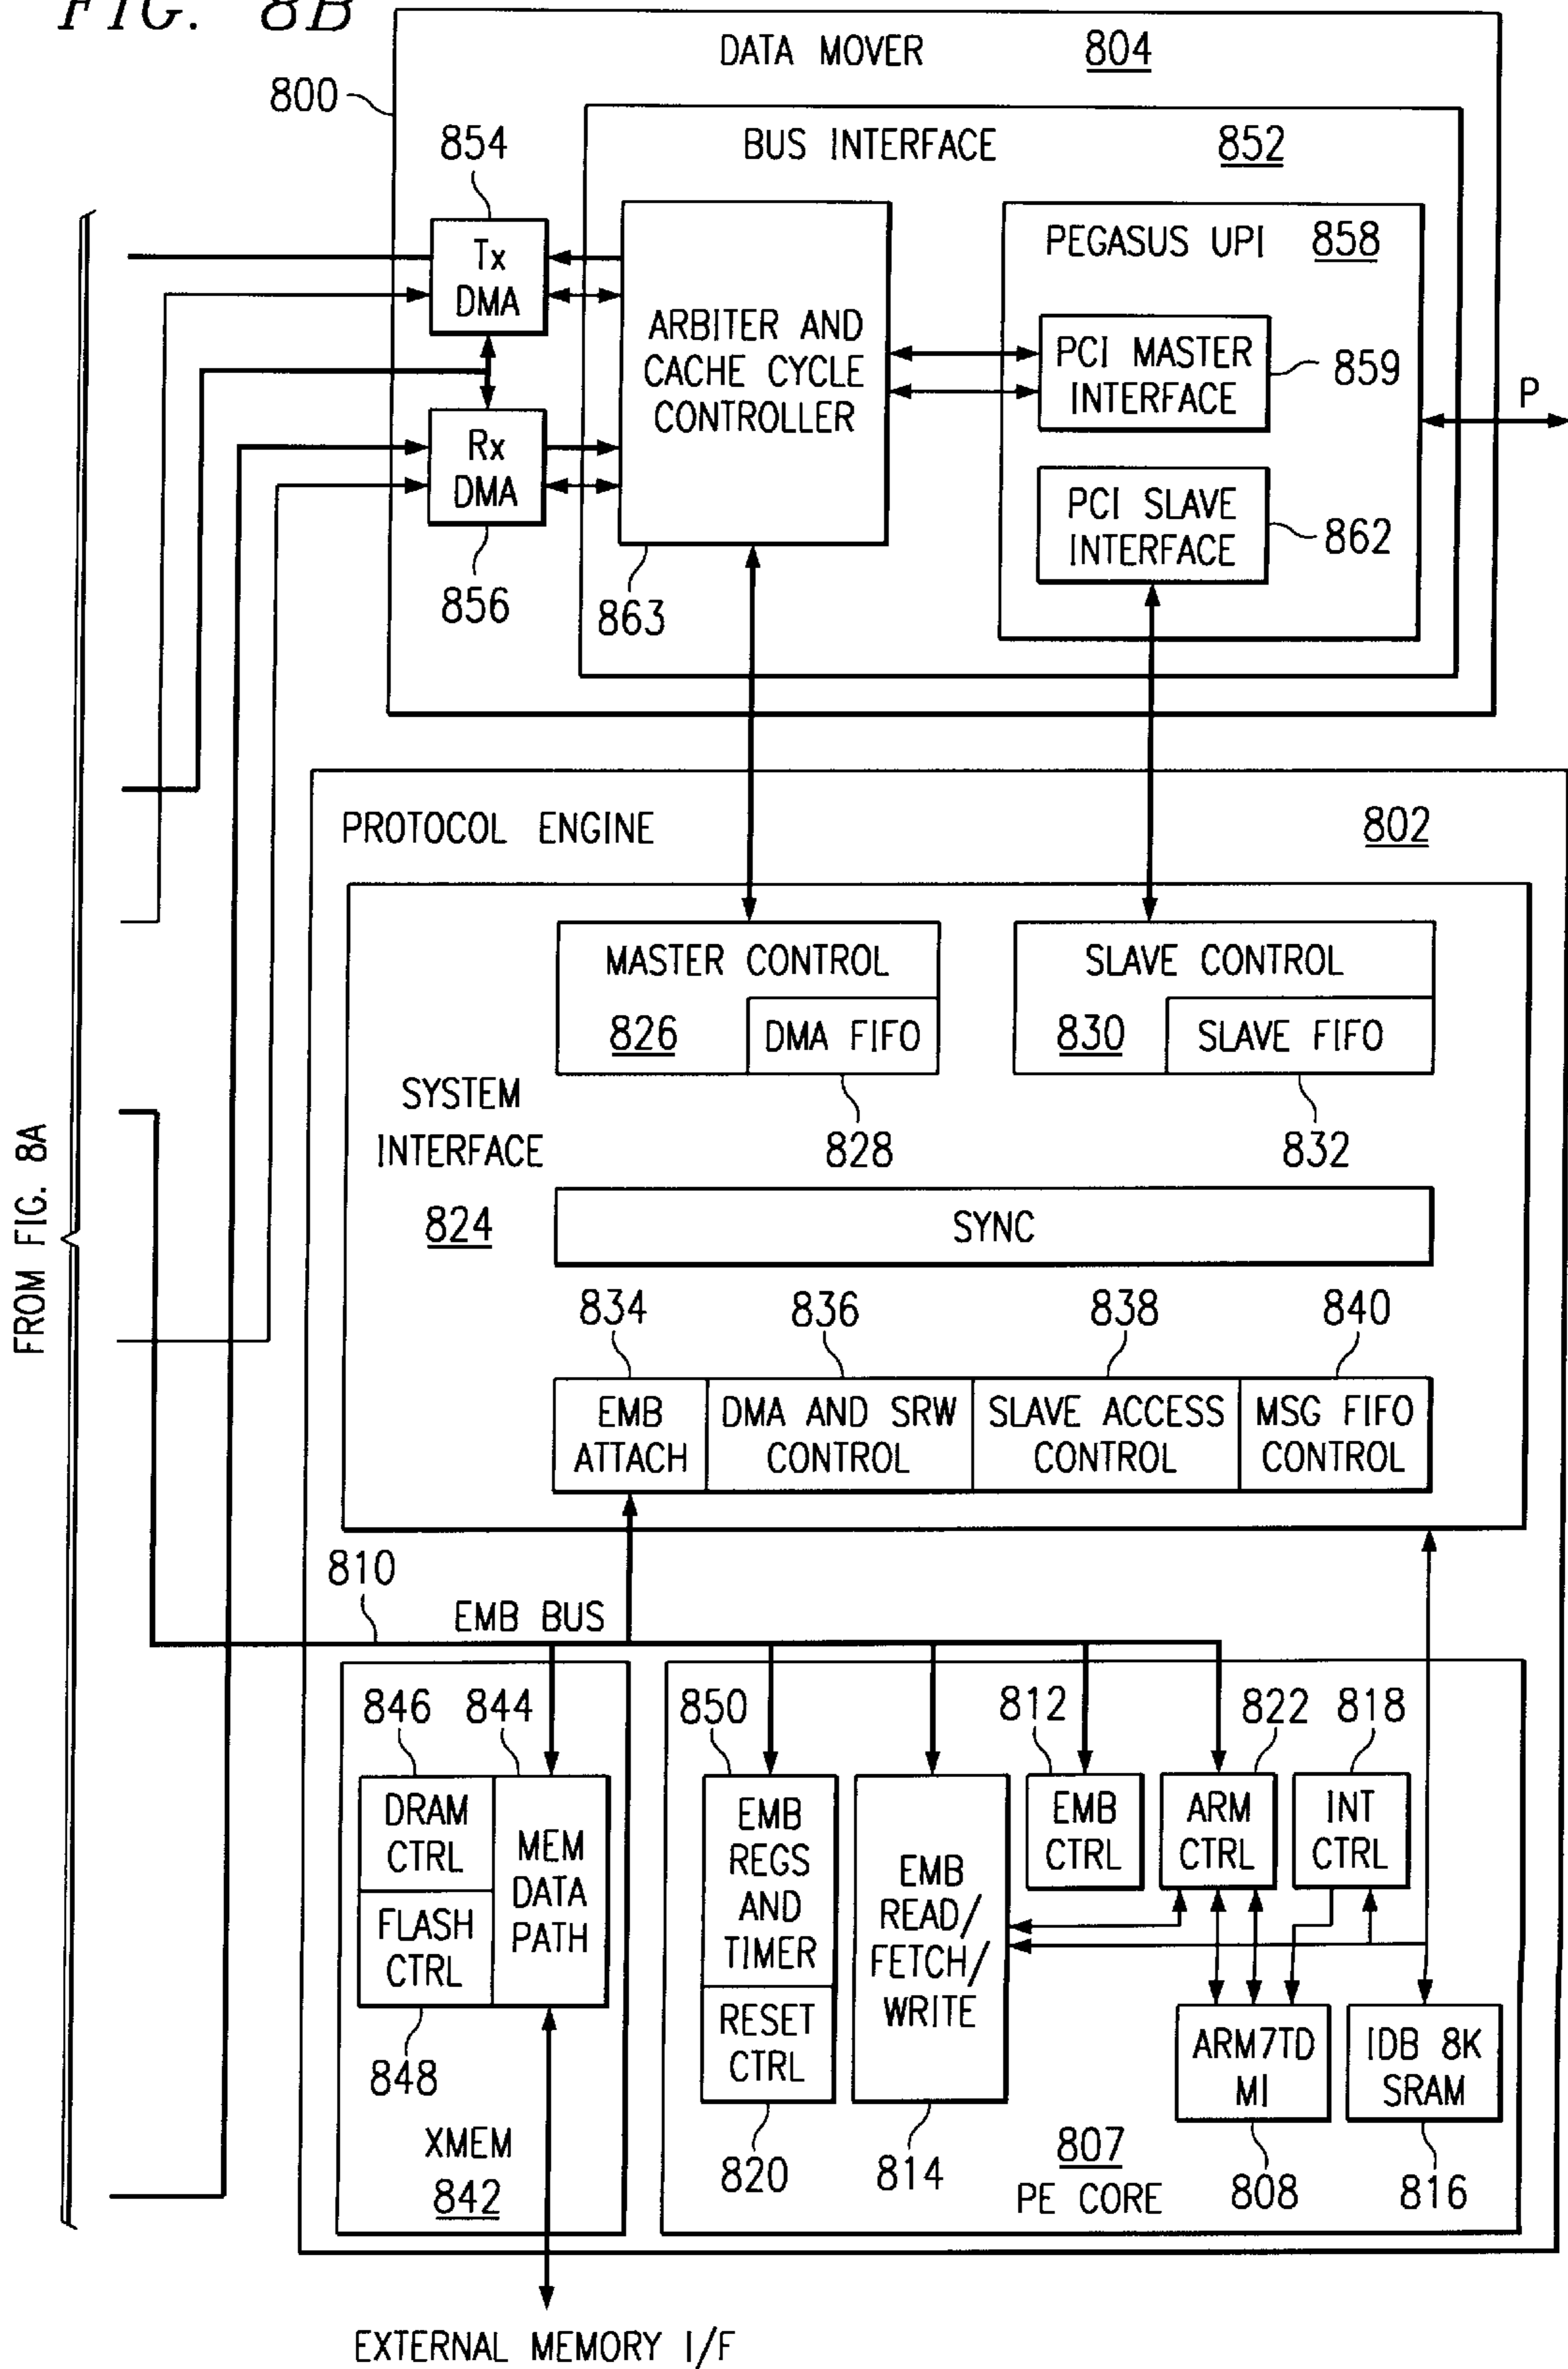 FIG. 8B
DATA MOVER 804
800
854
BUS INTERFACE 852
Tx
DMA
PEGASUS UPI 858
ARBITER AND
CACHE CYCLE
CONTROLLER
PCI MASTER
INTERFACE
859
P
Rx
DMA
PCI SLAVE
INTERFACE
862
856
863
PROTOCOL ENGINE 802
MASTER CONTROL
826
DMA FIFO
SLAVE CONTROL
830
SLAVE FIFO
SYSTEM
INTERFACE
824
828
832
FROM FIG. 8A
SYNC
834
836
838
840
EMB
ATTACH
DMA AND SRW
CONTROL
SLAVE ACCESS
CONTROL
MSG FIFO
CONTROL
810
EMB BUS
846
844
850
812
822
818
DRAM
CTRL
MEM
DATA
PATH
FLASH
CTRL
EMB
REGS
AND
TIMER
RESET
CTRL
EMB
READ/
FETCH/
WRITE
EMB
CTRL
ARM
CTRL
INT
CTRL
ARM7TD
MI
IDB 8K
SRAM
848
XMEM
842
820
814
807
PE CORE
808
816
EXTERNAL MEMORY I/F